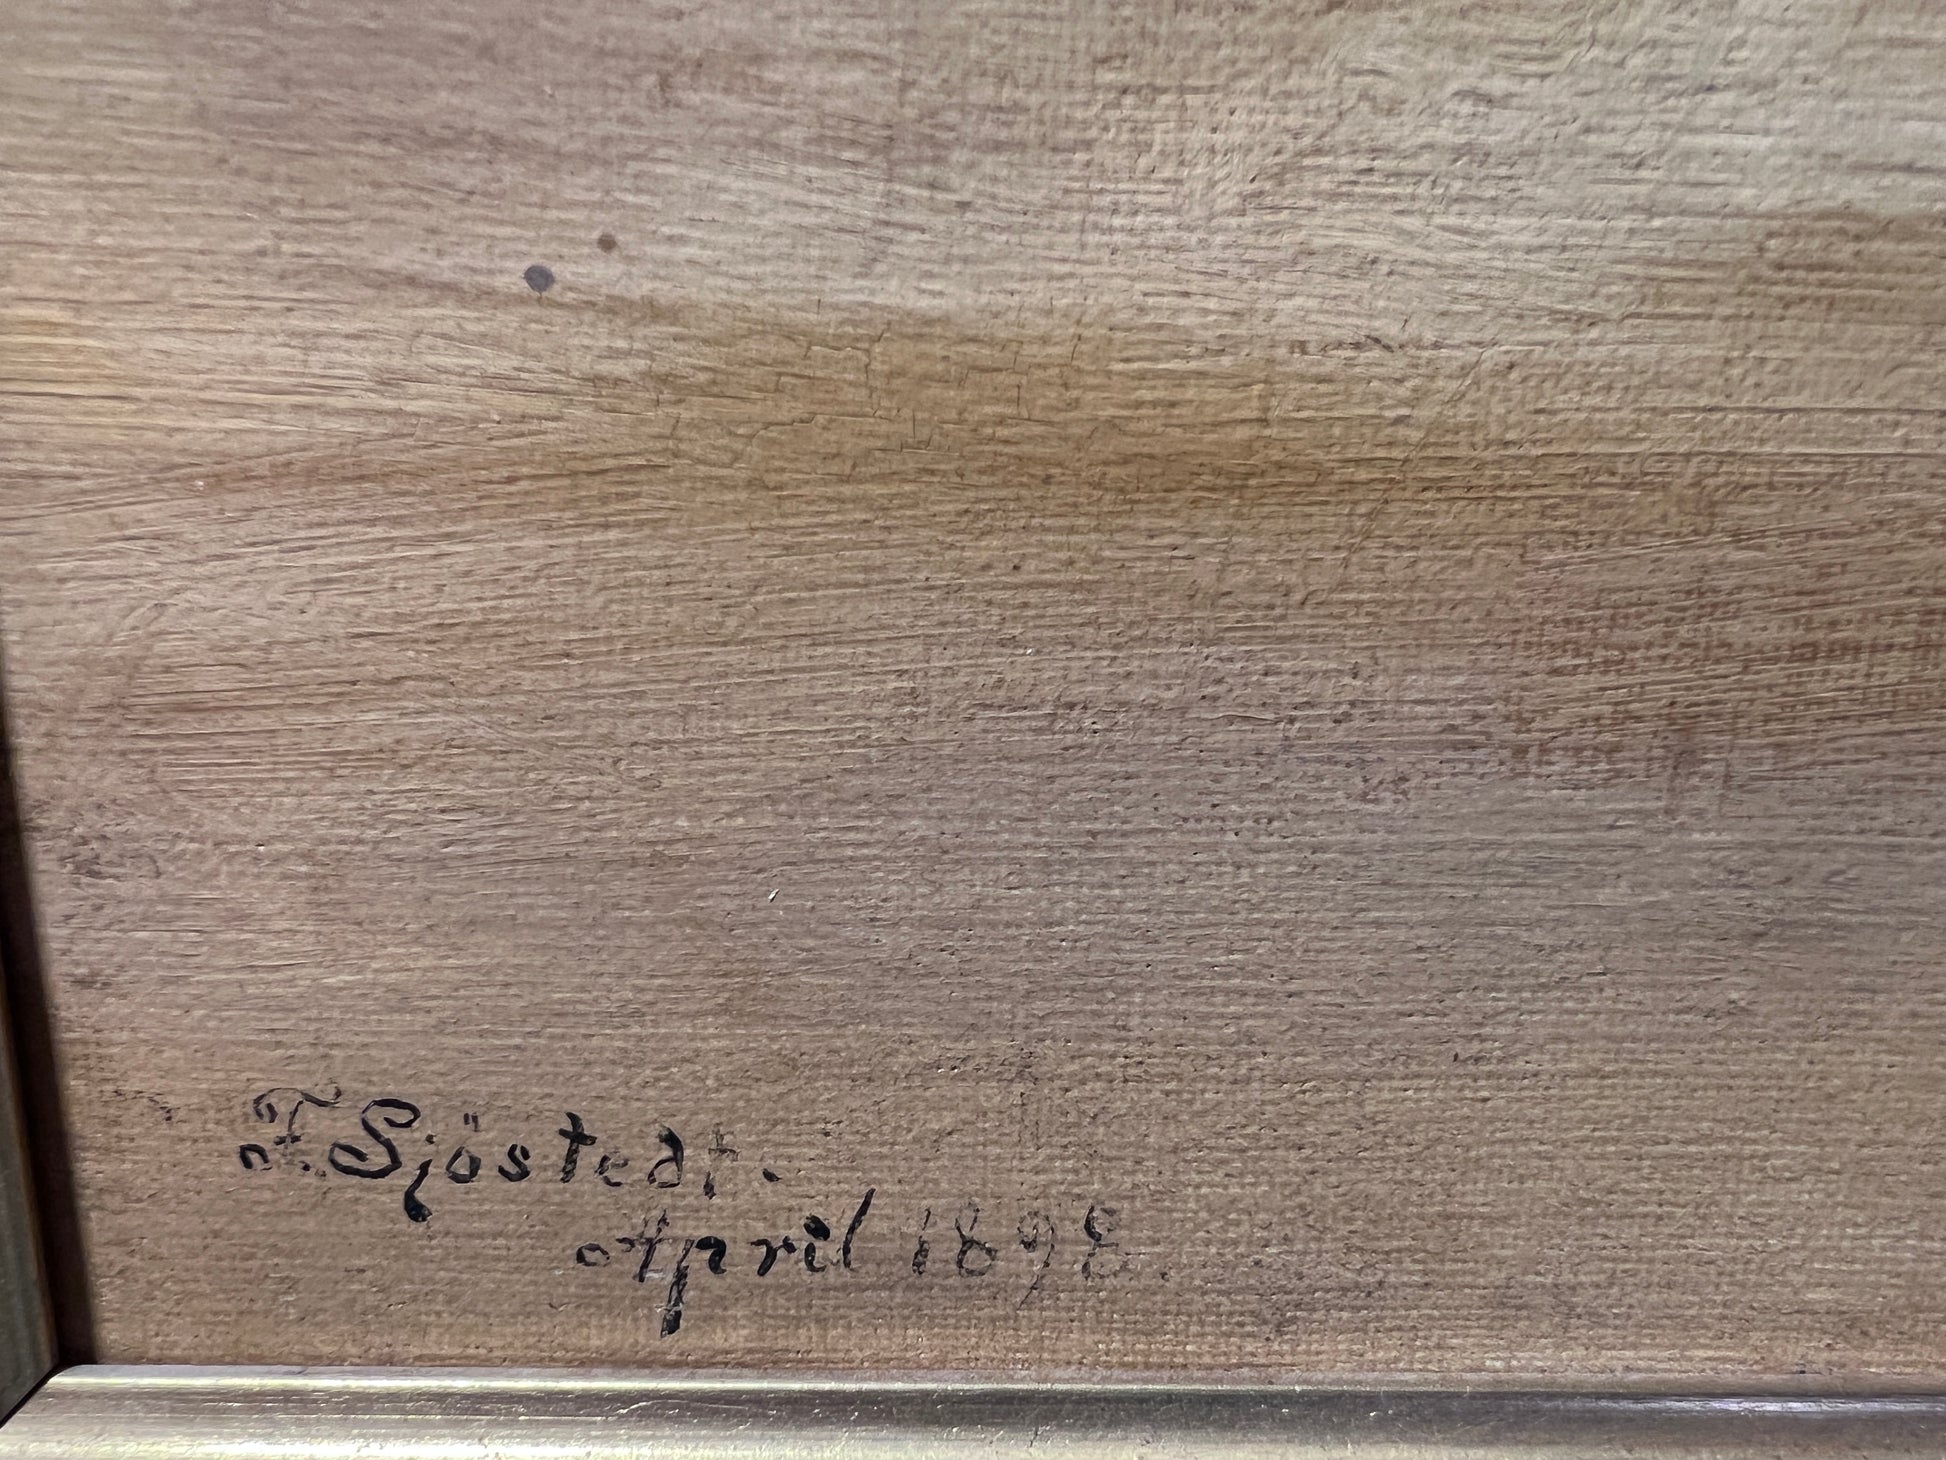 F. Sjöstedt.
April 1898.